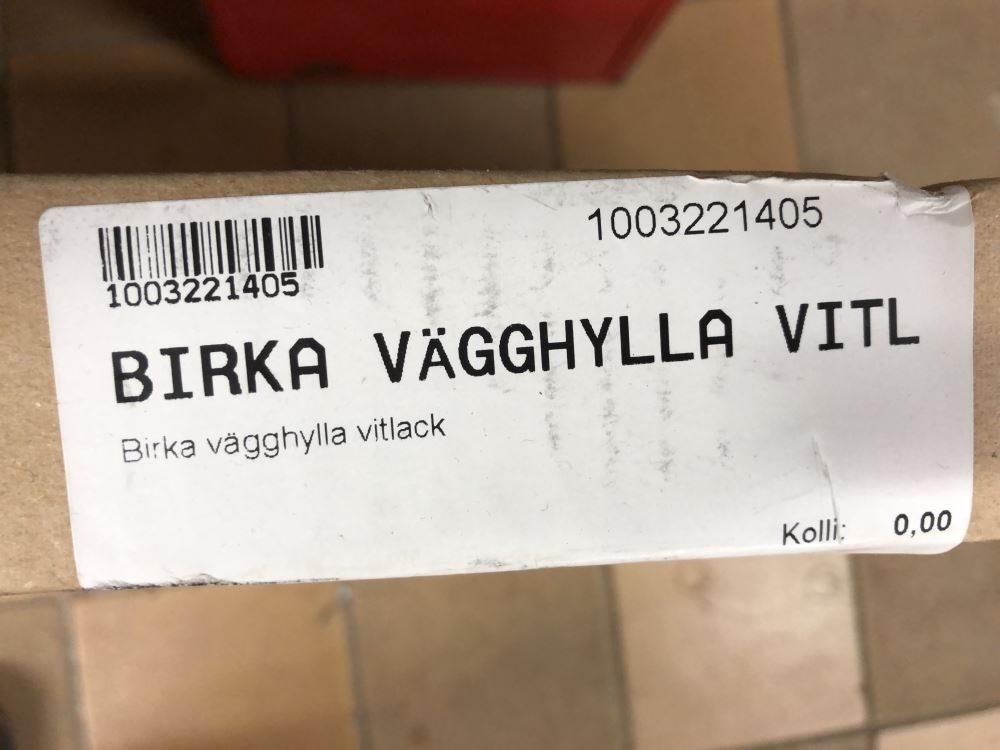 1003221405
1003221405
BIRKA VÄGGHYLLA VITL
Birka vägghylla vitlack
Kolli: 0,00